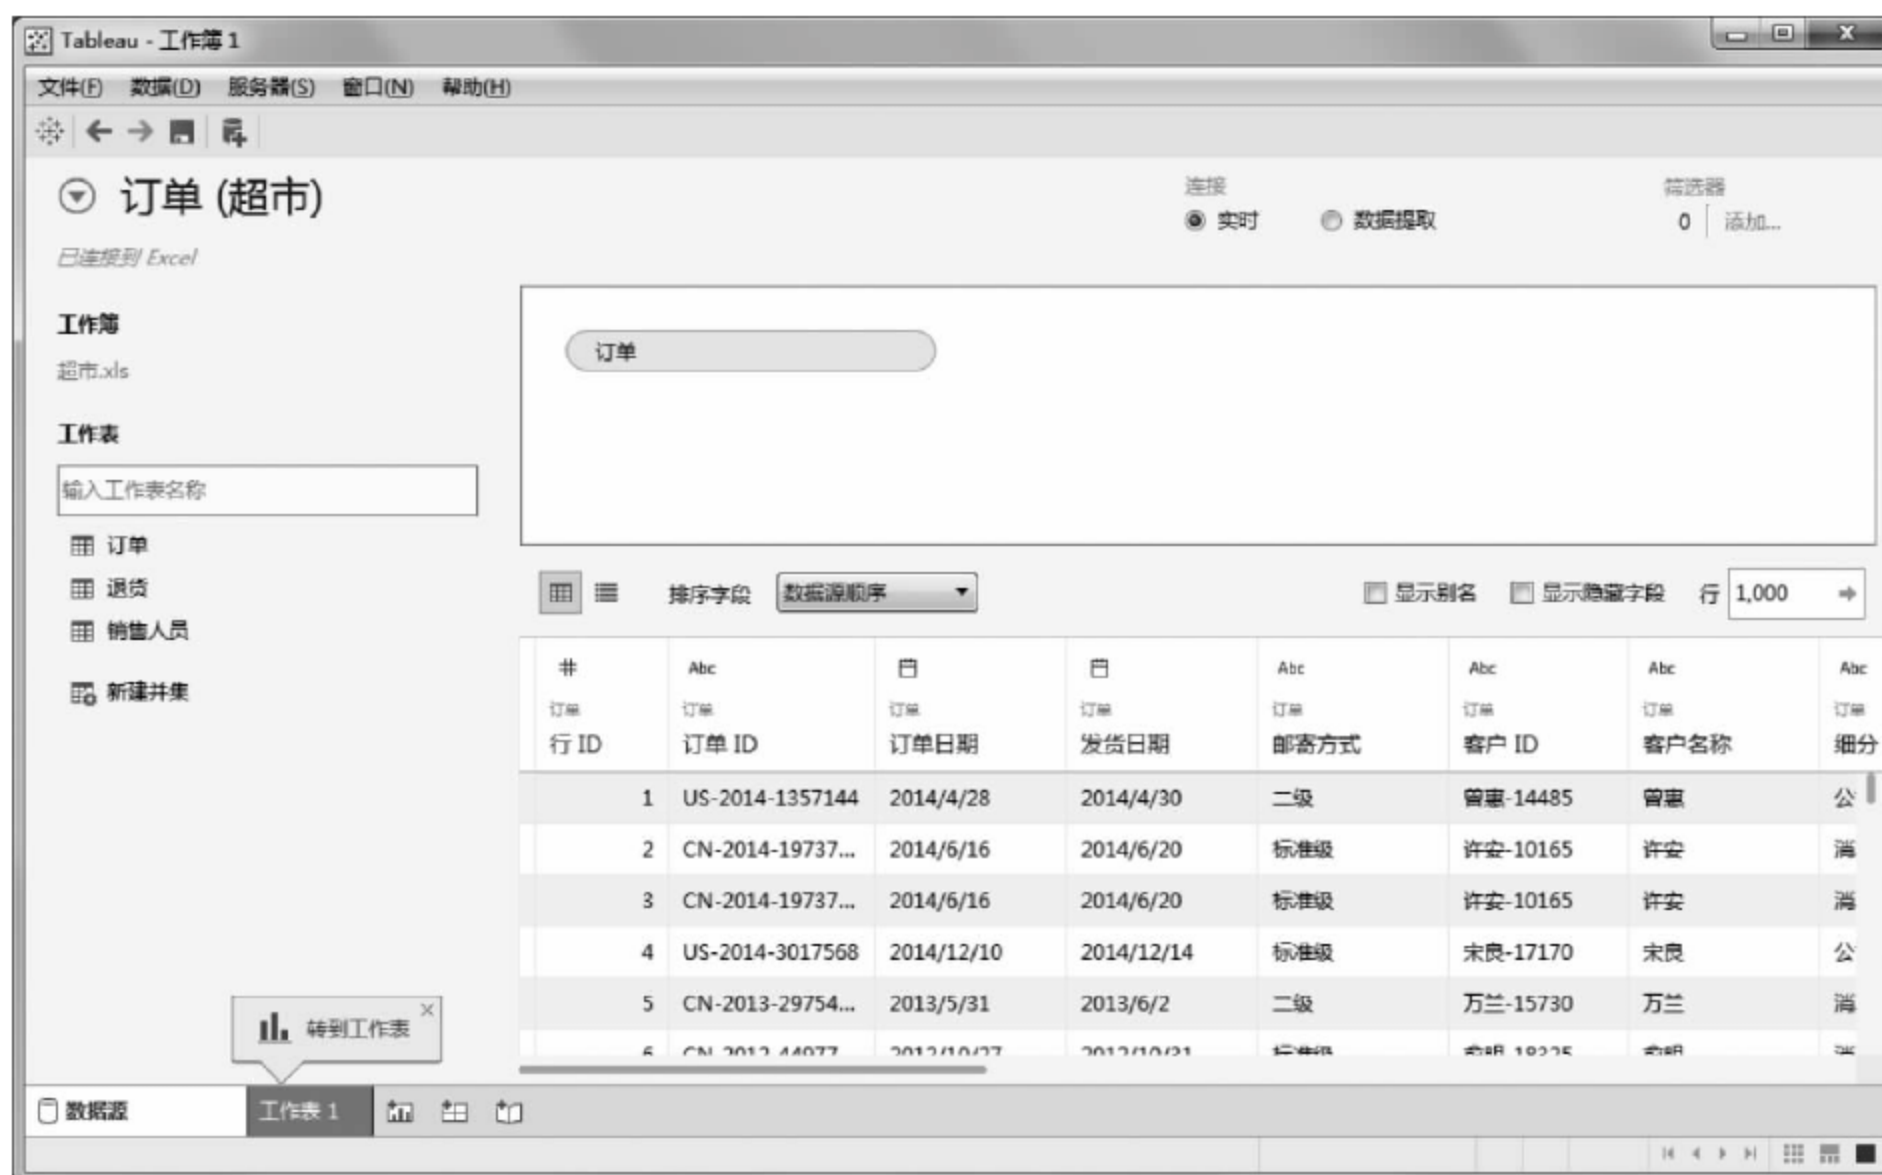 Tableau - 工作簿 1
文件(F) 数据(D) 服务器(S) 窗口(N) 帮助(H)
订单 (超市)
连接
实时 数据提取
筛选器
0 添加...
已连接到 Excel
工作簿
超市.xls
工作表
输入工作表名称
订单
退货
销售人员
新建并集
订单
排序字段 数据源顺序 显示别名 显示隐藏字段 行 1,000
# Abc Abc Abc Abc Abc
订单 订单 订单 订单 订单 订单 订单 订单
行 ID 订单 ID 订单日期 发货日期 邮寄方式 客户 ID 客户名称 细分
1 US-2014-1357144 2014/4/28 2014/4/30 二级 曾惠-14485 曾惠 公
2 CN-2014-19737... 2014/6/16 2014/6/20 标准级 许安-10165 许安 消
3 CN-2014-19737... 2014/6/16 2014/6/20 标准级 许安-10165 许安 消
4 US-2014-3017568 2014/12/10 2014/12/14 标准级 宋良-17170 宋良 公
5 CN-2013-29754... 2013/5/31 2013/6/2 二级 万兰-15730 万兰 消
转到工作表
数据源 工作表 1